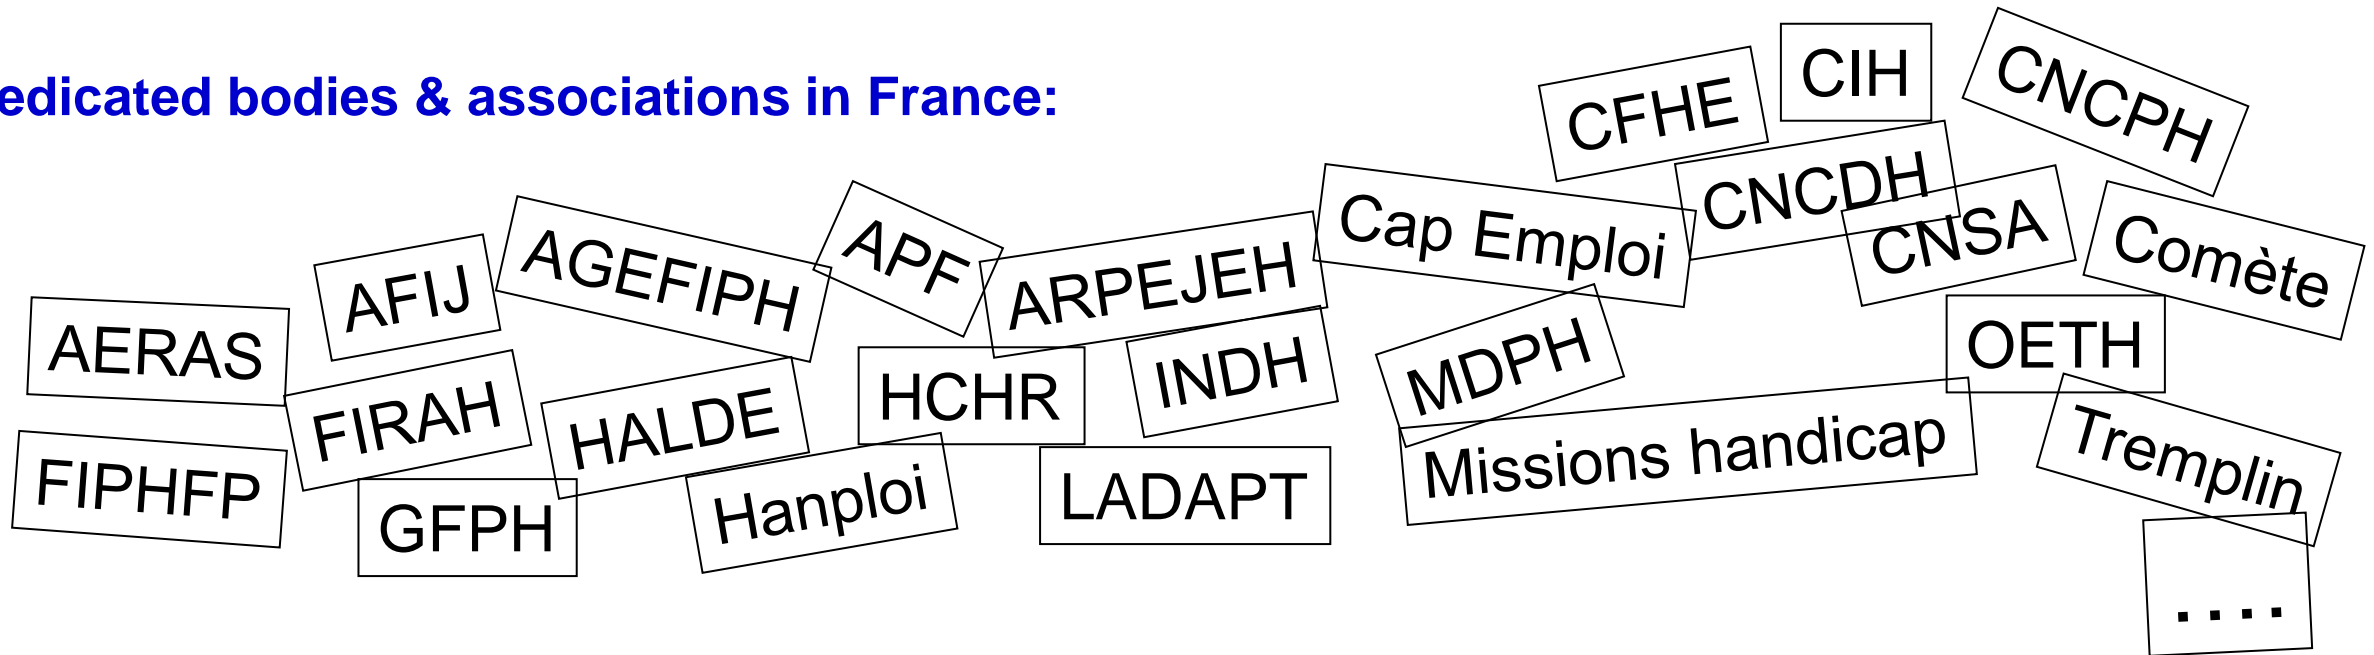 edicated bodies & associations in France:
CIH
CNCPH
CFHE
CNCDH
Cap Emploi
CNSA
Comète
AFIJ
AGEFIPH
APF
ARPEJEH
AERAS
FIRAH
HALDE
HCHR
INDH
MDPH
OETH
FIPHFP
GFPH
Hanploi
LADAPT
Missions handicap
Tremplin
....